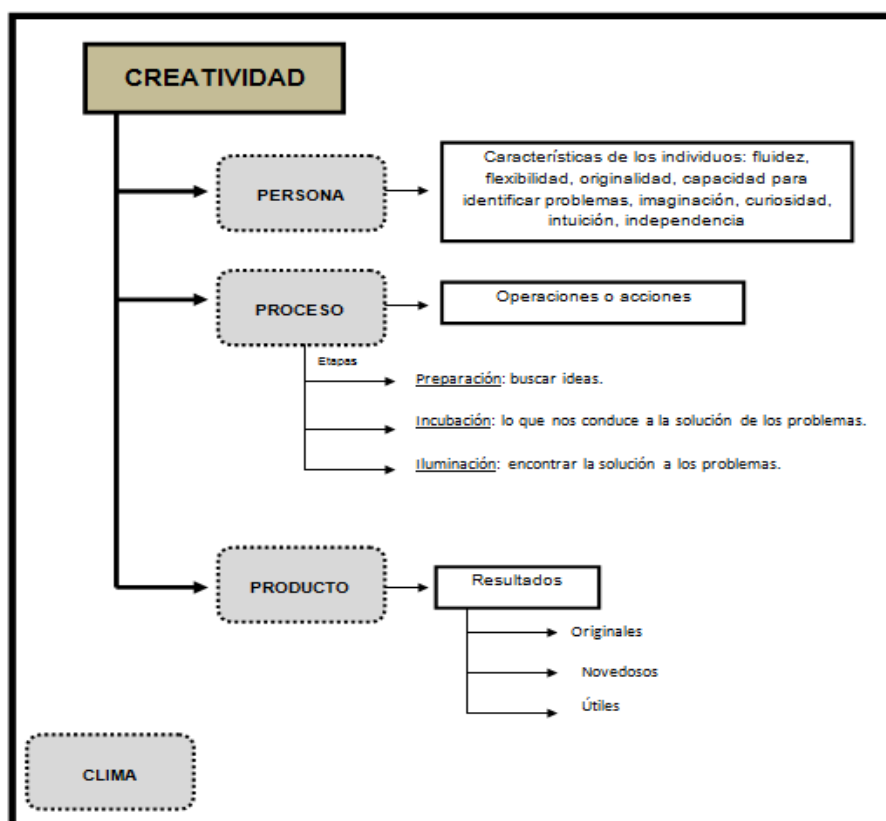 CREATIVIDAD
PERSONA
Características de los individuos: fluidez,
flexibilidad, originalidad, capacidad para
identificar problemas, imaginación, curiosidad,
intuición, independencia
PROCESO
Operaciones o acciones
Etapas
Preparación: buscar ideas.
Incubación: lo que nos conduce a la solución de los problemas.
Iluminación: encontrar la solución a los problemas.
PRODUCTO
Resultados
Originales
Novedosos
Útiles
CLIMA